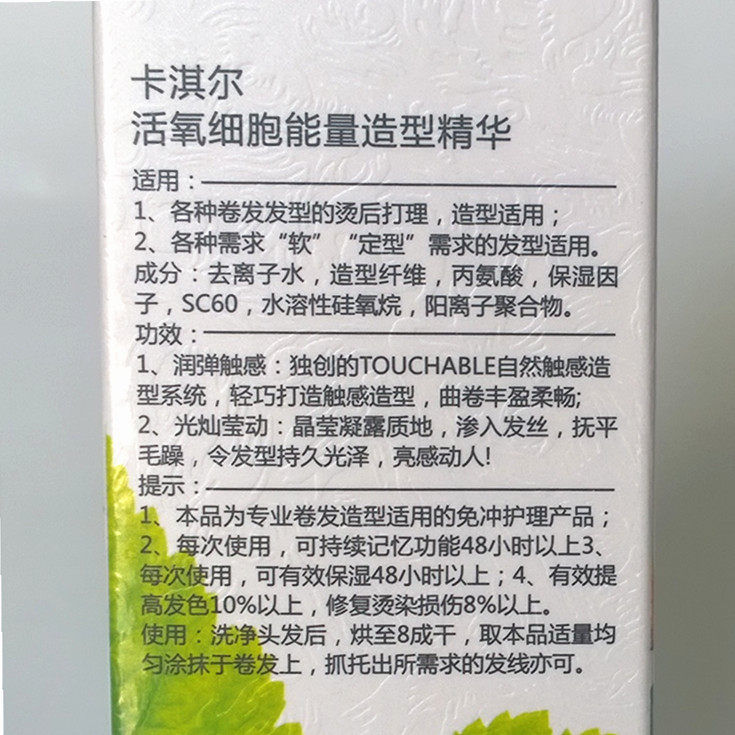 卡淇尔
活氧细胞能量造型精华
适用：
1、各种卷发发型的烫后打理，造型适用；
2、各种需求“软”“定型”需求的发型适用。
成分：去离子水，造型纤维，丙氨酸，保湿因
子，SC60，水溶性硅氧烷，阳离子聚合物。
功效：
1、润弹触感：独创的TOUCHABLE自然触感造
型系统，轻巧打造触感造型，曲卷丰盈柔畅;
2、光灿莹动：晶莹凝露质地，渗入发丝，抚平
毛躁，令发型持久光泽，亮感动人!
提示：
1、本品为专业卷发造型适用的免冲护理产品；
2、每次使用，可持续记忆功能48小时以上3、
每次使用，可有效保湿48小时以上；4、有效提
高发色10%以上，修复烫染损伤8%以上。
使用：洗净头发后，烘至8成干，取本品适量均
匀涂抹于卷发上，抓托出所需求的发线亦可。